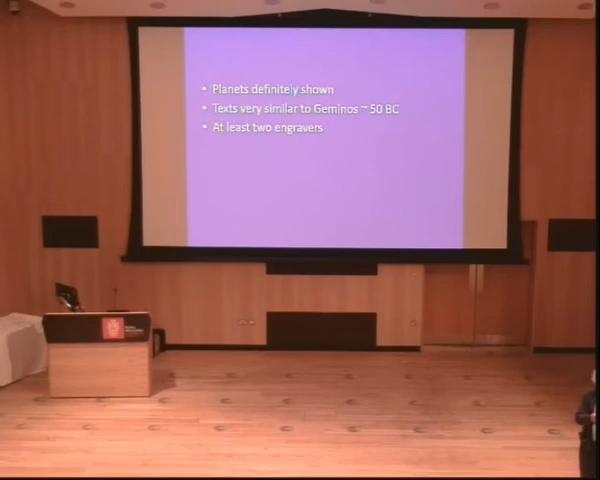 • Planets definitely shown
• Texts very similar to Geminos ~ 50 BC
• At least two engravers